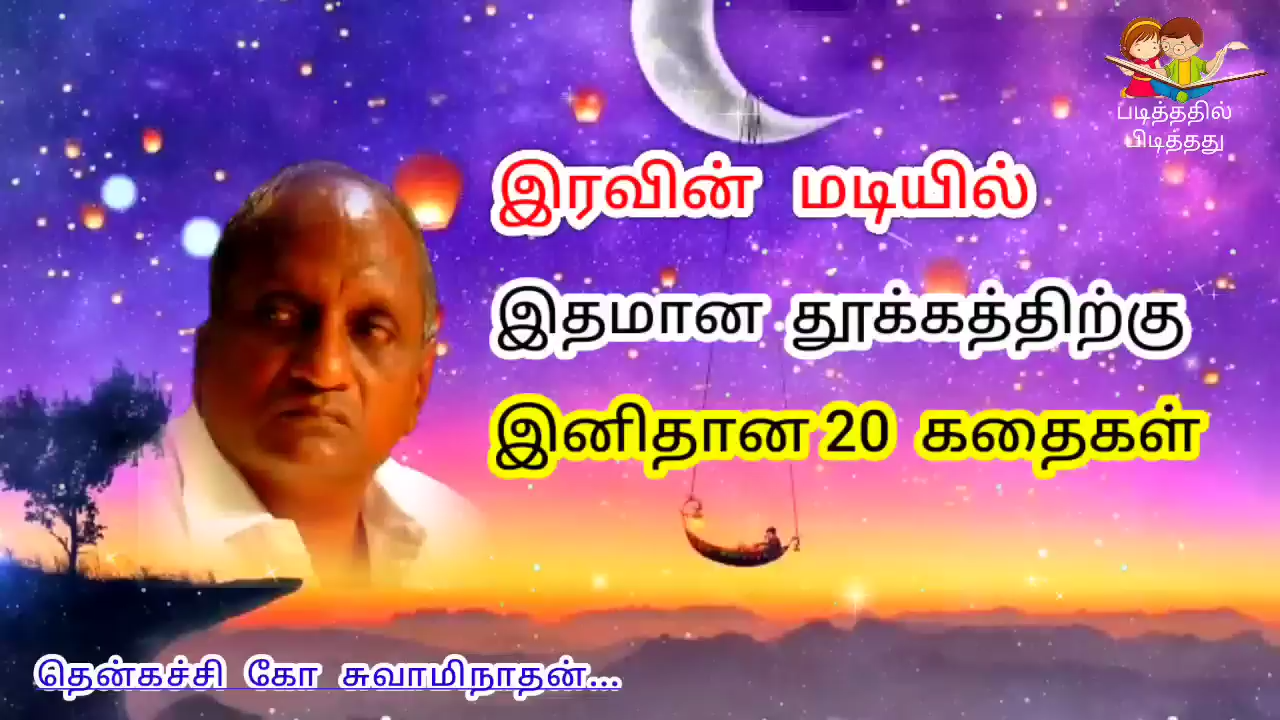 படித்ததில்
பிடித்தது
இரவின் மடியில்
இதமான தூக்கத்திற்கு
இனிதான 20 கதைகள்
தென்கச்சி கோ சுவாமிநாதன்...